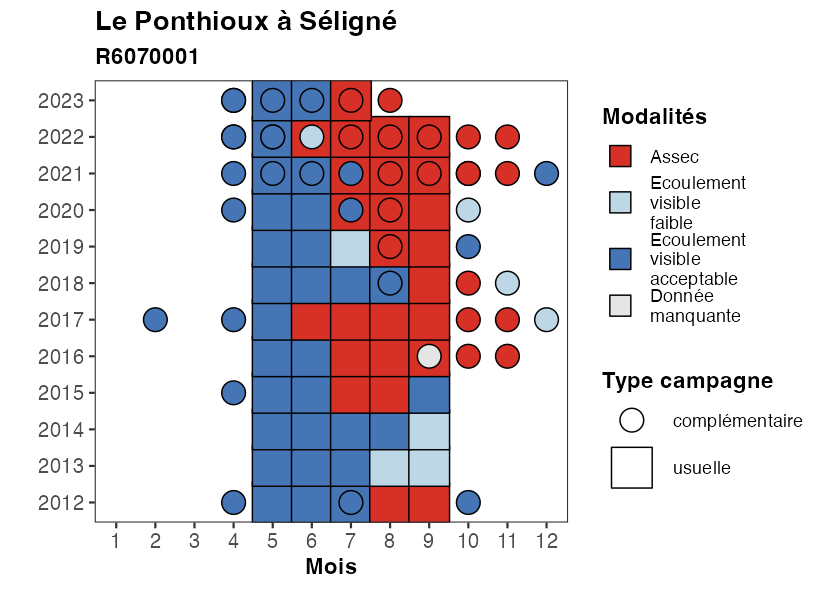 Le Ponthioux à Séligné
R6070001
2023
2022
2021
2020
2019
2018
2017
2016
2015
2014
2013
2012
1 2 3 4 5 6 7 8 9 10 11 12
Mois
Modalités
Assec
Ecoulement
visible
faible
Ecoulement
visible
acceptable
Donnée
manquante
Type campagne
complémentaire
usuelle